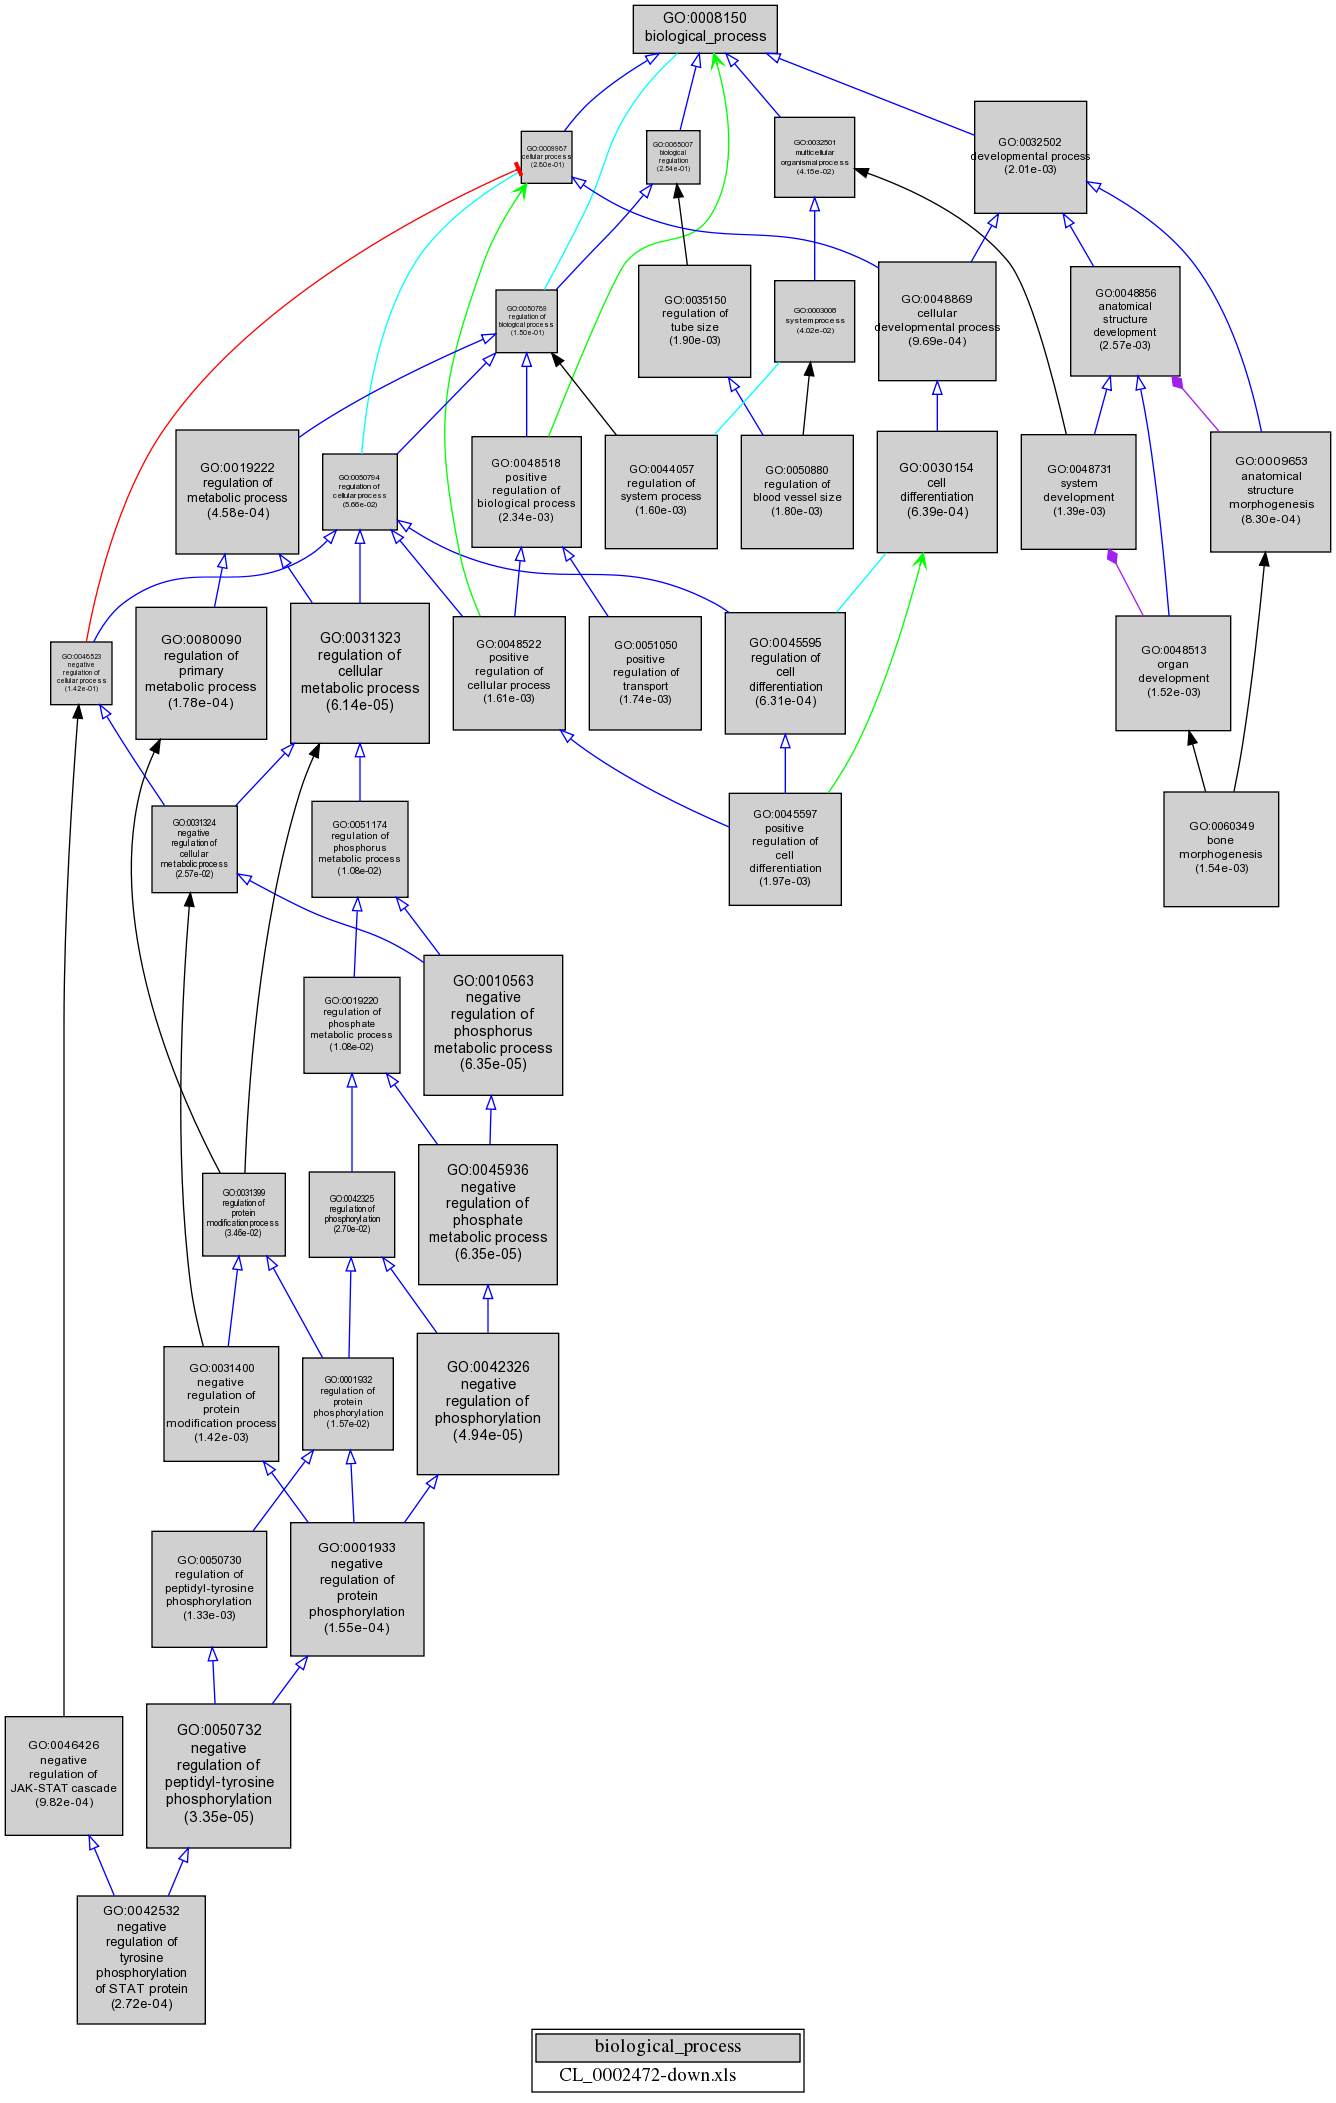 GO:0008150
biological_process
GO:0009987
cellular process
(2.60e-01)
GO:0065007
biological
regulation
(2.54e-01)
GO:0032501
multicellular
organismal process
(4.15e-02)
GO:0032502
developmental process
(2.01e-03)
GO:0050789
regulation of
biological process
(1.50e-01)
GO:0035150
regulation of
tube size
(1.90e-03)
GO:0003008
system process
(4.02e-02)
GO:0048869
cellular
developmental process
(9.69e-04)
GO:0048856
anatomical
structure
development
(2.57e-03)
GO:0019222
regulation of
metabolic process
(4.58e-04)
GO:0050794
regulation of
cellular process
(5.66e-02)
GO:0048518
positive
regulation of
biological process
(2.34e-03)
GO:0044057
regulation of
system process
(1.60e-03)
GO:0050880
regulation of
blood vessel size
(1.80e-03)
GO:0030154
cell
differentiation
(6.39e-04)
GO:0048731
system
development
(1.39e-03)
GO:0009653
anatomical
structure
morphogenesis
(8.30e-04)
GO:0048523
negative
regulation of
cellular process
(1.42e-01)
GO:0080090
regulation of
primary
metabolic process
(1.78e-04)
GO:0031323
regulation of
cellular
metabolic process
(6.14e-05)
GO:0048522
positive
regulation of
cellular process
(1.61e-03)
GO:0051050
positive
regulation of
transport
(1.74e-03)
GO:0045595
regulation of
cell
differentiation
(6.31e-04)
GO:0048513
organ
development
(1.52e-03)
GO:0031324
negative
regulation of
cellular
metabolic process
(2.57e-02)
GO:0051174
regulation of
phosphorus
metabolic process
(1.08e-02)
GO:0045597
positive
regulation of
cell
differentiation
(1.97e-03)
GO:0060349
bone
morphogenesis
(1.54e-03)
GO:0019220
regulation of
phosphate
metabolic process
(1.08e-02)
GO:0010563
negative
regulation of
phosphorus
metabolic process
(6.35e-05)
GO:0031399
regulation of
protein
modification process
(3.46e-02)
GO:0042325
regulation of
phosphorylation
(2.70e-02)
GO:0045936
negative
regulation of
phosphate
metabolic process
(6.35e-05)
GO:0031400
negative
regulation of
protein
modification process
(1.42e-03)
GO:0001932
regulation of
protein
phosphorylation
(1.57e-02)
GO:0042326
negative
regulation of
phosphorylation
(4.94e-05)
GO:0050730
regulation of
peptidyl-tyrosine
phosphorylation
(1.33e-03)
GO:0001933
negative
regulation of
protein
phosphorylation
(1.55e-04)
GO:0046426
negative
regulation of
JAK-STAT cascade
(9.82e-04)
GO:0050732
negative
regulation of
peptidyl-tyrosine
phosphorylation
(3.35e-05)
GO:0042532
negative
regulation of
tyrosine
phosphorylation
of STAT protein
(2.72e-04)
biological_process
CL_0002472-down.xls